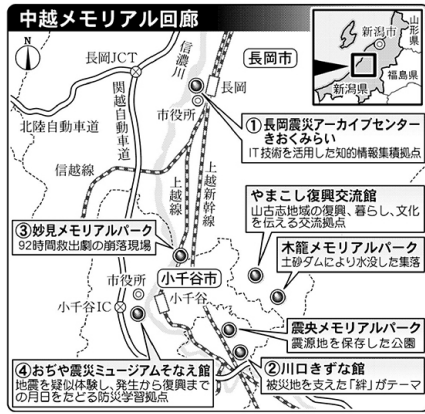 中越メモリアル回廊
N
長岡JCT
信濃川
長岡市
長岡
市役所
関越自動車道
北陸自動車道
信越線
上越線
上越新幹線
新潟市
山形県
福島県
新潟県
①長岡震災アーカイブセンター
きおくみらい
IT技術を活用した知的情報集積拠点
やまこし復興交流館
山古志地域の復興、暮らし、文化
を伝える交流拠点
③妙見メモリアルパーク
92時間救出劇の崩落現場
木籠メモリアルパーク
土砂ダムにより水没した集落
小千谷市
市役所
小千谷
小千谷IC
震央メモリアルパーク
震源地を保存した公園
④おぢや震災ミュージアムそなえ館
地震を疑似体験し、発生から復興まで
の月日をたどる防災学習拠点
②川口きずな館
被災地を支えた「絆」がテーマ